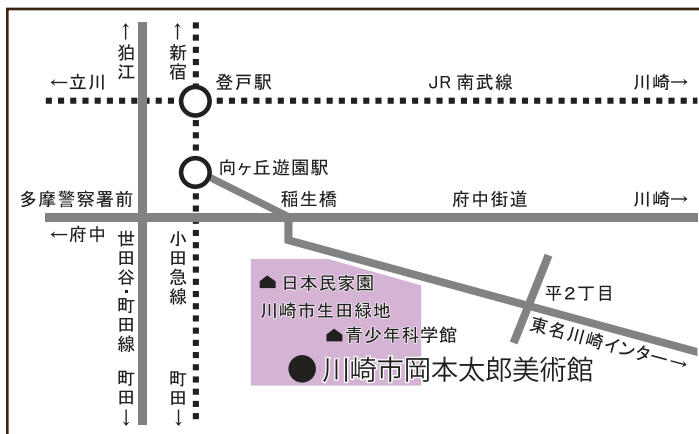 ↑狛江
↑新宿
←立川
登戸駅
JR 南武線
川崎→
向ヶ丘遊園駅
多摩警察署前
稲生橋
府中街道
川崎→
←府中
世田谷・町田線
町田↓
小田急線
町田↓
日本民家園
川崎市生田緑地
青少年科学館
川崎市岡本太郎美術館
平2丁目
東名川崎インター→